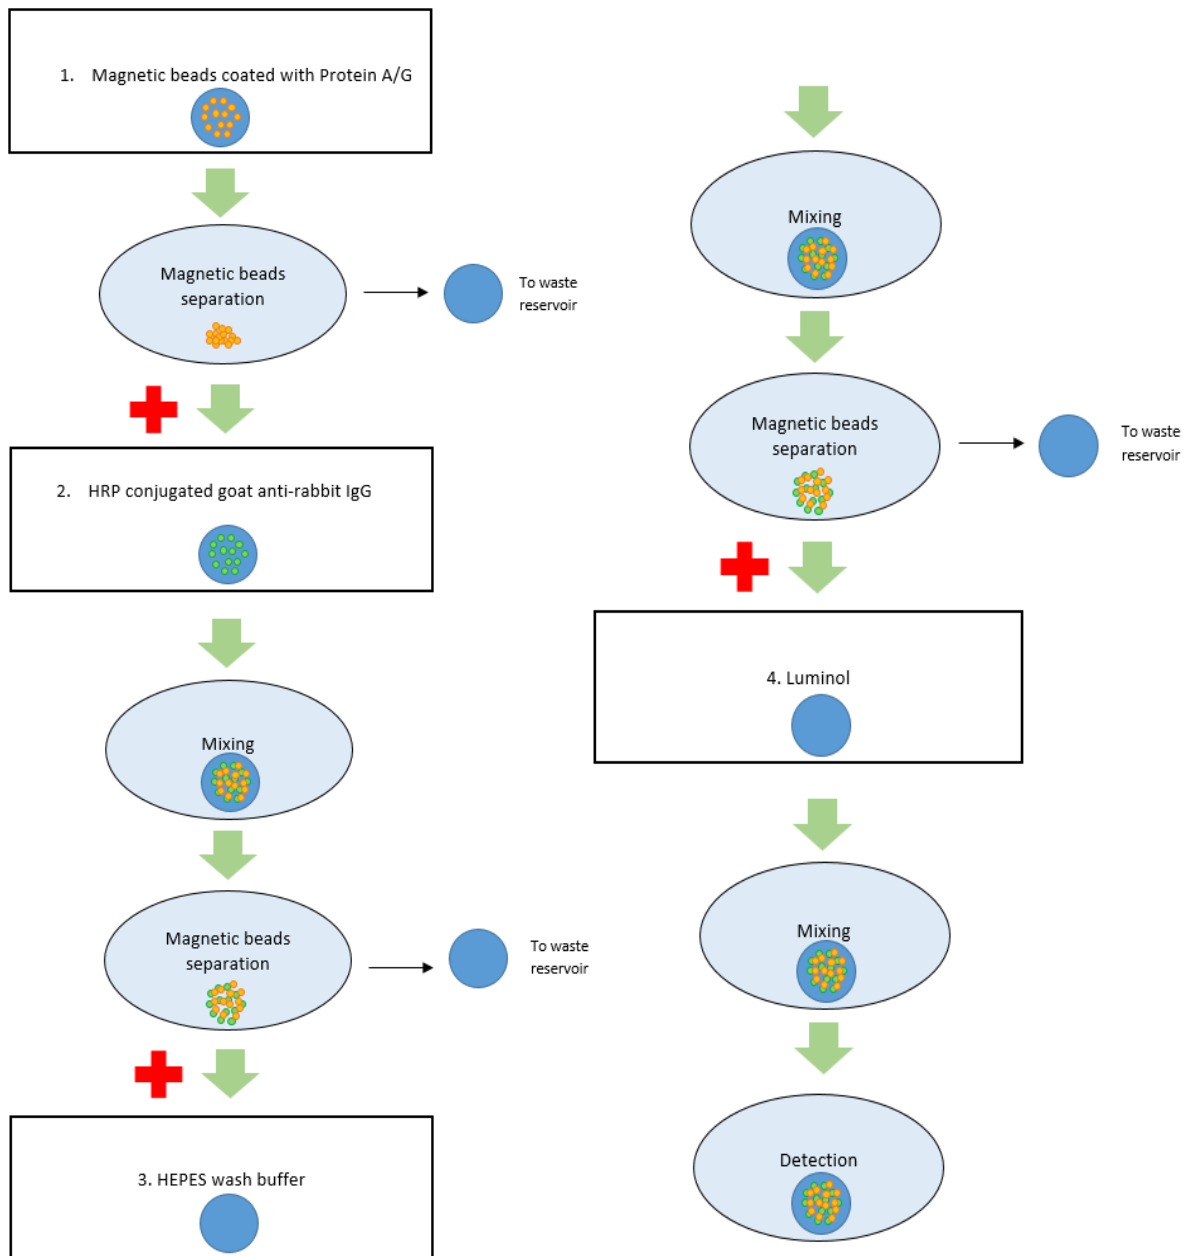 1. Magnetic beads coated with Protein A/G
Magnetic beads
separation
To waste
reservoir
2. HRP conjugated goat anti-rabbit IgG
Mixing
Magnetic beads
separation
To waste
reservoir
3. HEPES wash buffer
Mixing
Magnetic beads
separation
To waste
reservoir
4. Luminol
Mixing
Detection